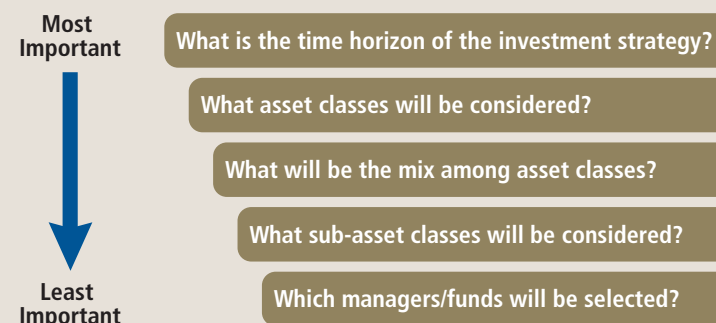 Most
Important
What is the time horizon of the investment strategy?
What asset classes will be considered?
What will be the mix among asset classes?
What sub-asset classes will be considered?
Which managers/funds will be selected?
Least
Important